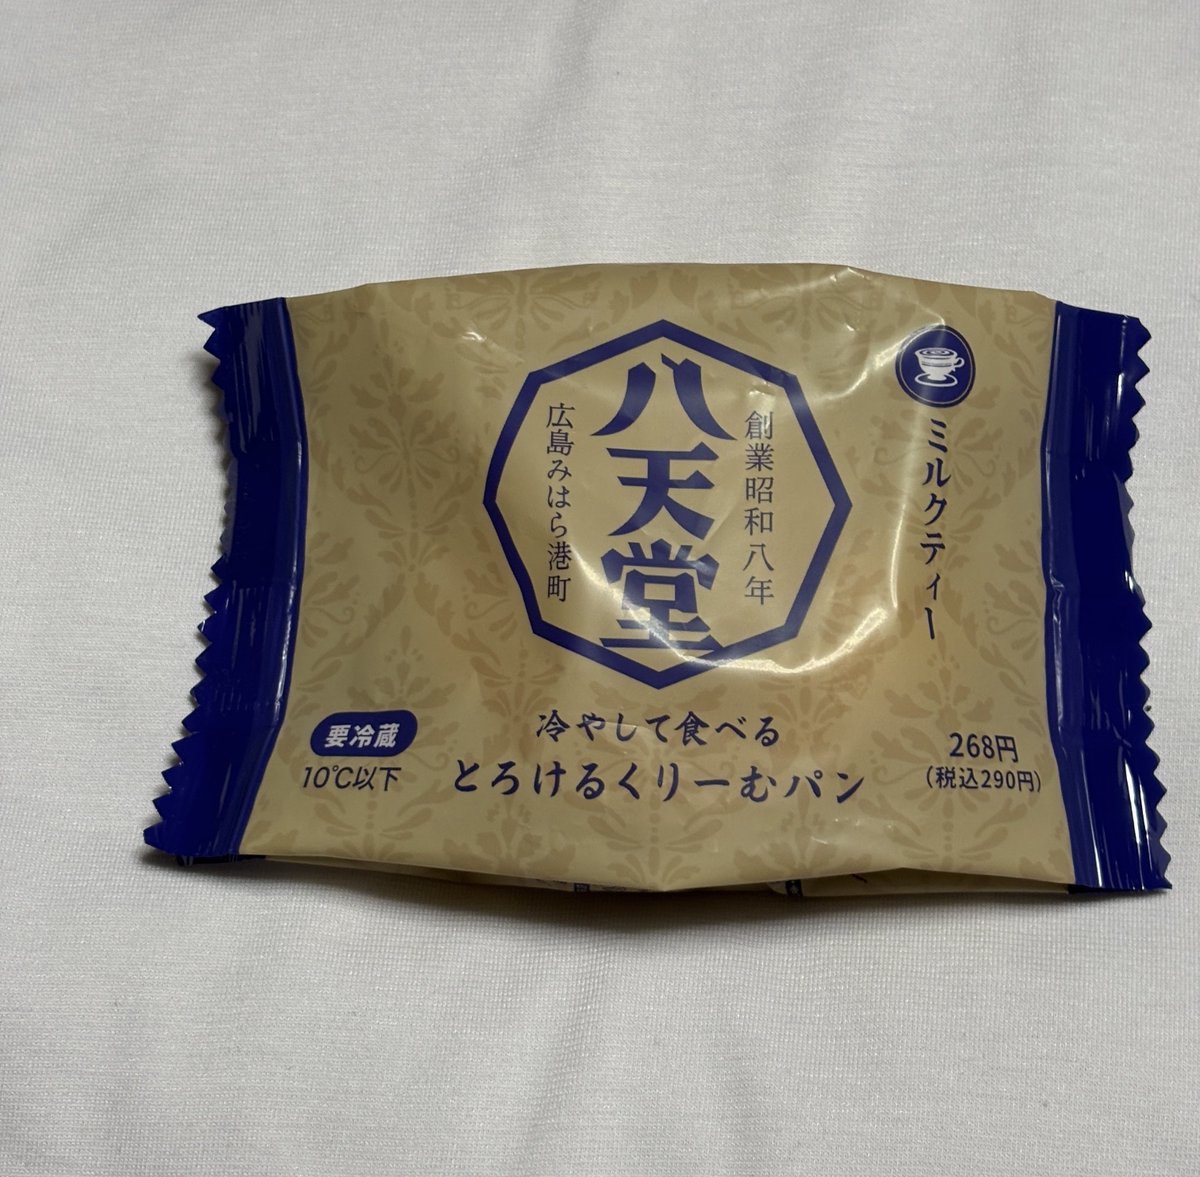 八天堂
創業昭和八年
広島みはら港町
ミルクティー
冷やして食べる
とろけるくりーむパン
要冷蔵
10℃以下
268円
(税込290円)